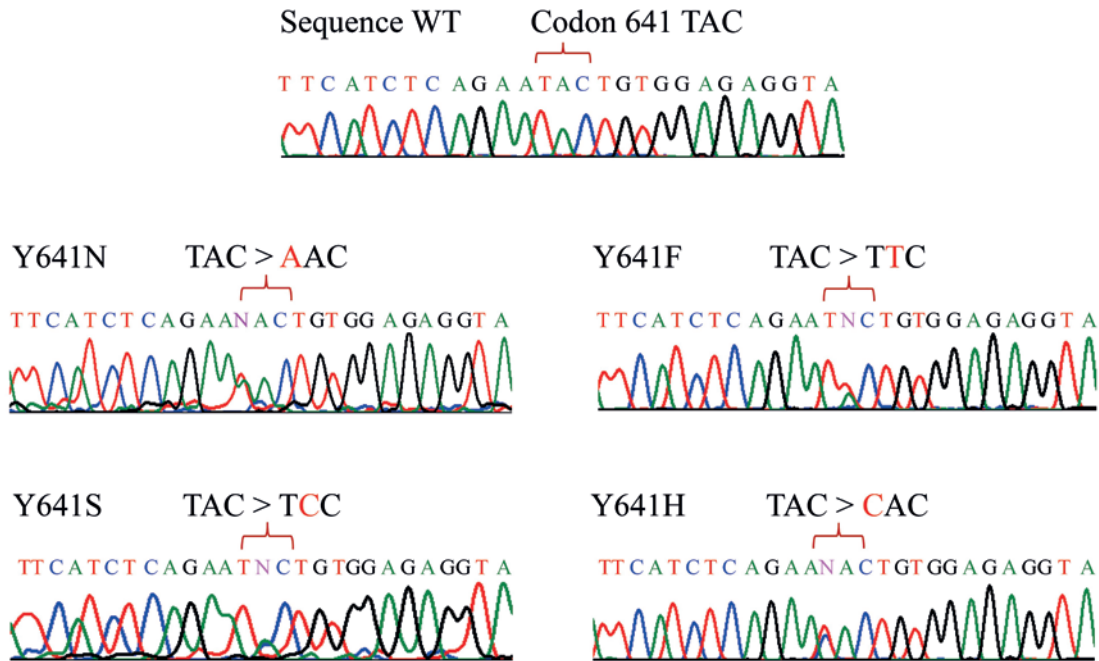 Sequence WT Codon 641 TAC
T T C A T C T C A G A A T A C T G T G G A G A G G T A
Y641N TAC > AAC
T T C A T C T C A G A A N A C T G T G G A G A G G T A
Y641F TAC > TTC
T T C A T C T C A G A A T N C T G T G G A G A G G T A
Y641S TAC > TCC
T T C A T C T C A G A A T N C T G T G G A G A G G T A
Y641H TAC > CAC
T T C A T C T C A G A A N A C T G T G G A G A G G T A